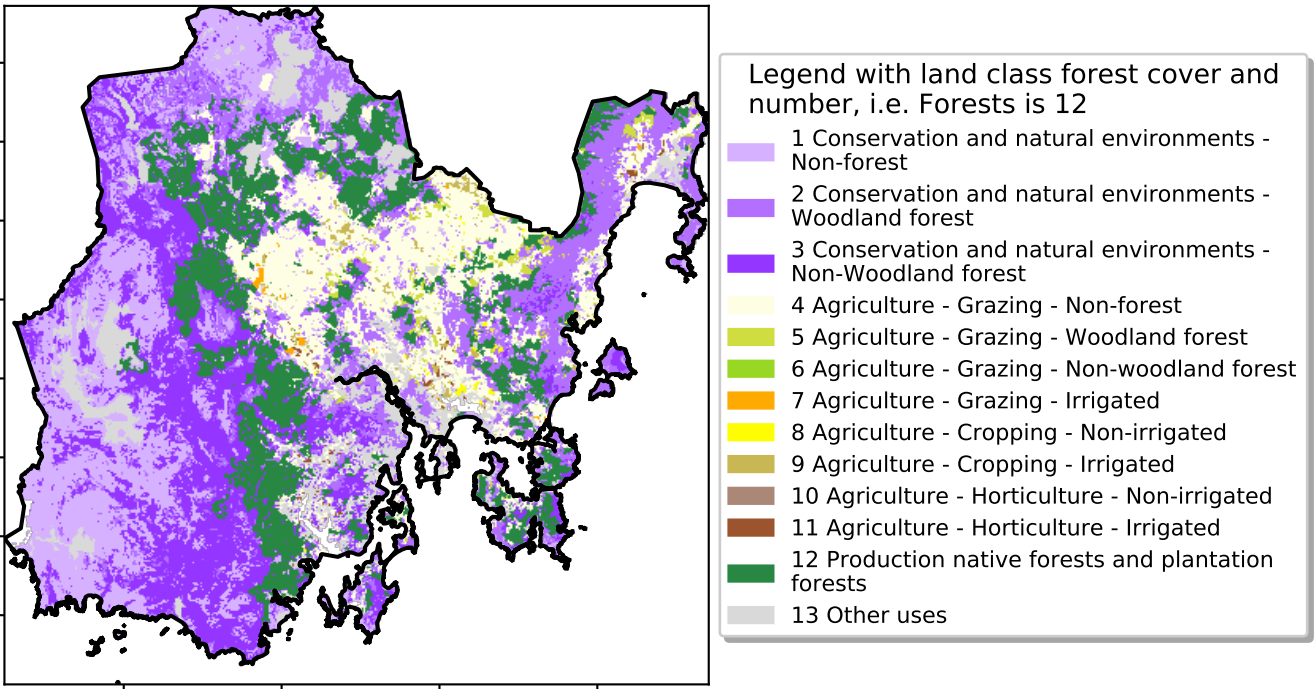 Legend with land class forest cover and
number, i.e. Forests is 12
1 Conservation and natural environments -
Non-forest
2 Conservation and natural environments -
Woodland forest
3 Conservation and natural environments -
Non-Woodland forest
4 Agriculture - Grazing - Non-forest
5 Agriculture - Grazing - Woodland forest
6 Agriculture - Grazing - Non-woodland forest
7 Agriculture - Grazing - Irrigated
8 Agriculture - Cropping - Non-irrigated
9 Agriculture - Cropping - Irrigated
10 Agriculture - Horticulture - Non-irrigated
11 Agriculture - Horticulture - Irrigated
12 Production native forests and plantation
forests
13 Other uses